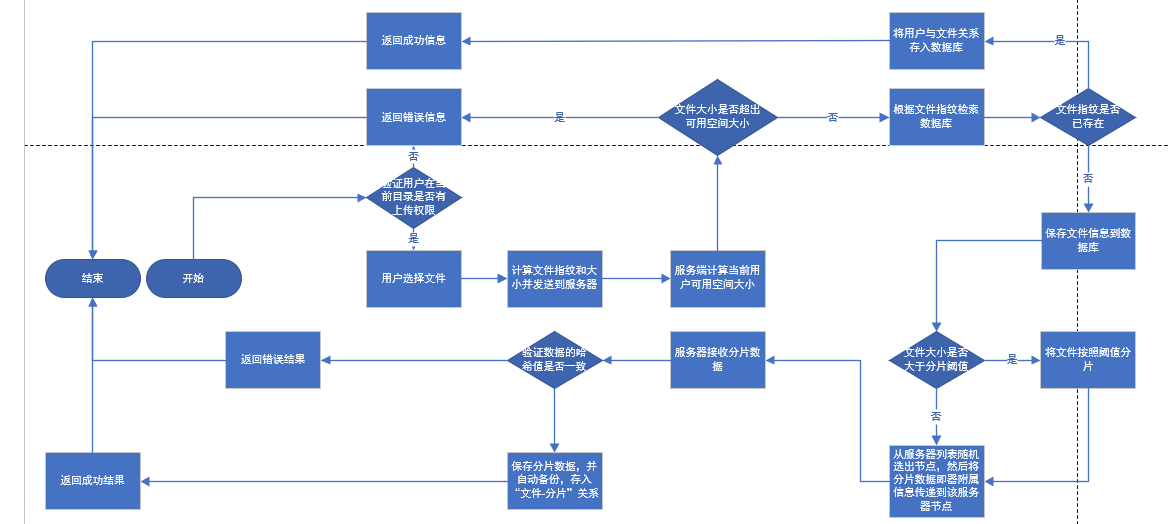 返回成功信息
将用户与文件关系
存入数据库
是
返回错误信息
是
文件大小是否超出
可用空间大小
否
根据文件指纹检索
数据库
文件指纹是否
已存在
否
验证用户在当
前目录是否有
上传权限
否
保存文件信息到数
据库
是
结束
开始
用户选择文件
计算文件指纹和大
小并发送到服务器
服务端计算当前用
户可用空间大小
返回错误结果
验证数据的哈
希值是否一致
服务器接收分片数
据
文件大小是否
大于分片阈值
是
将文件按照阈值分
片
否
返回成功结果
保存分片数据，并
自动备份，存入
“文件-分片”关系
从服务器列表随机
选出节点，然后将
分片数据即器附属
信息传递到该服务
器节点